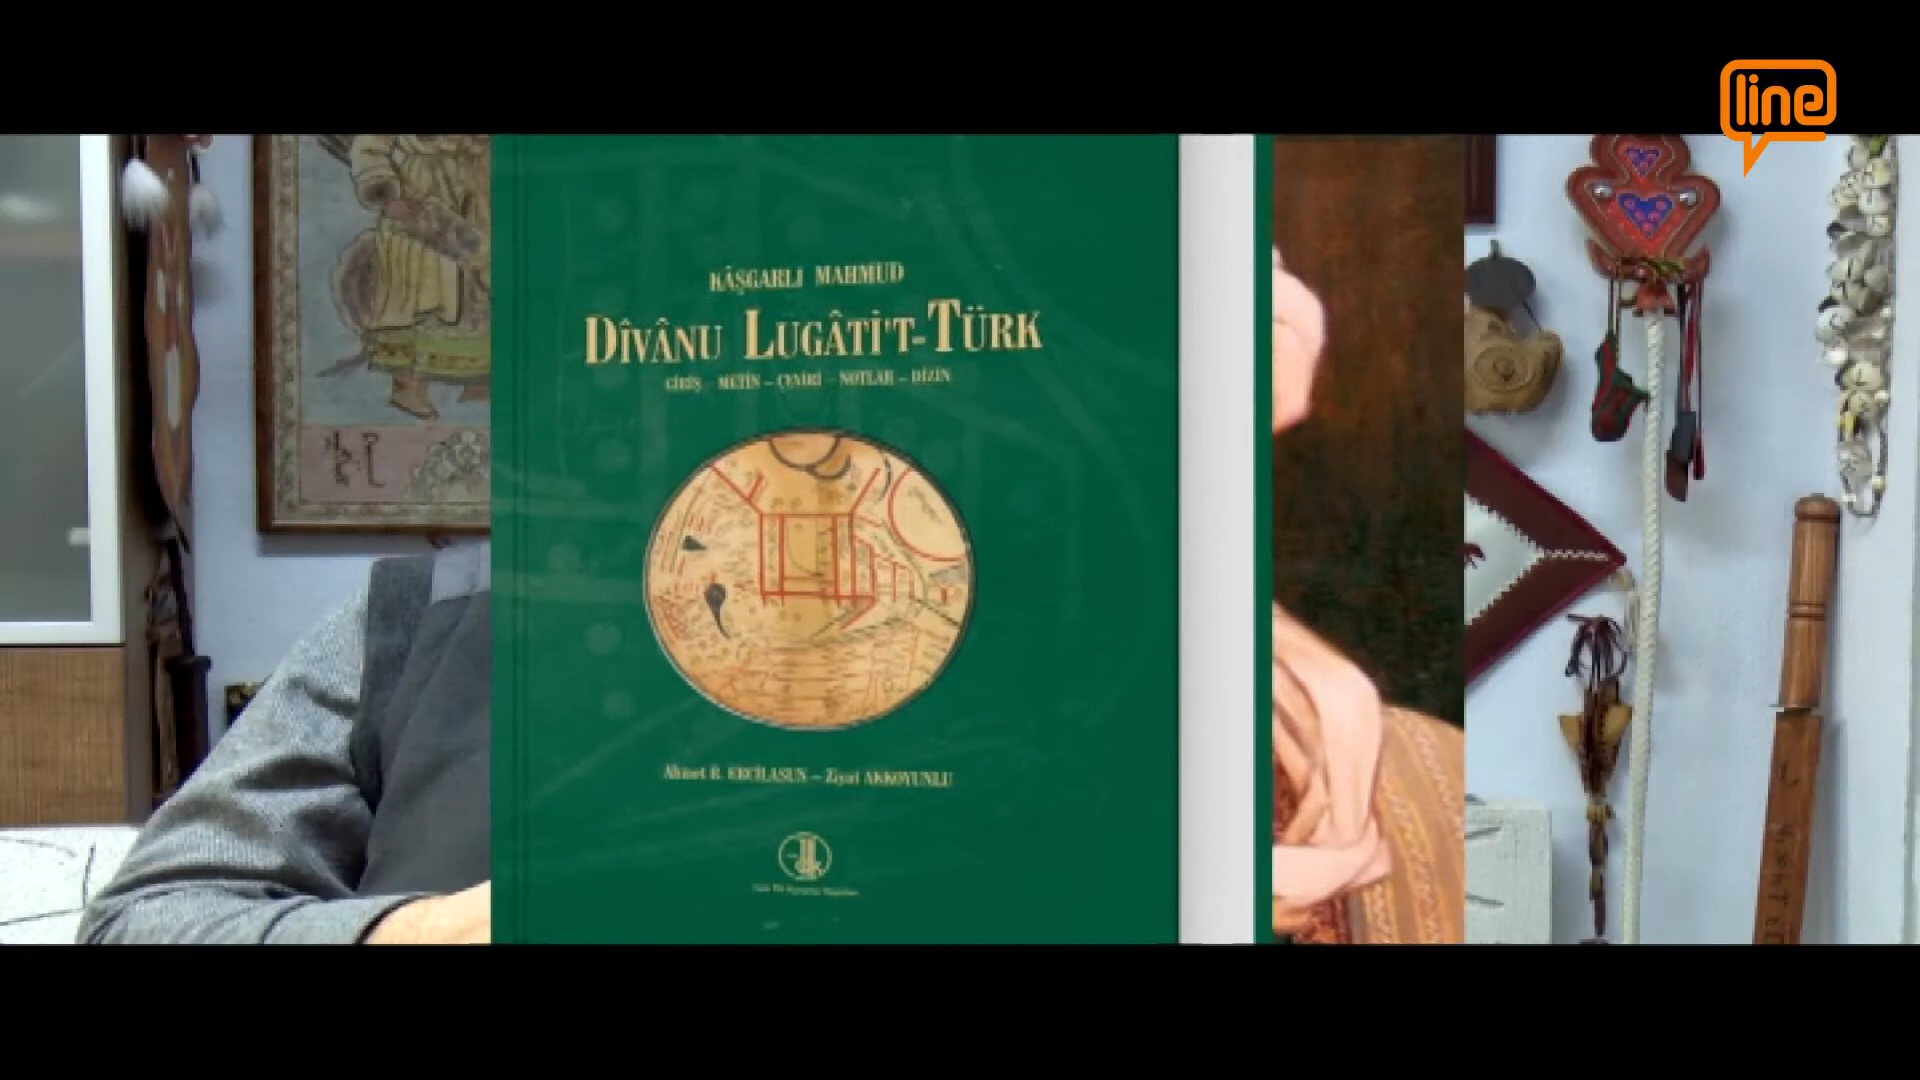 line
KÂŞGARLI MAHMUD
DÎVÂNU LUGÂTİ'T-TÜRK
GİRİŞ – METİN – ÇEVİRİ – NOTLAR – DİZİN
Ahmet B. ERCİLASUN – Ziyat AKKOYUNLU